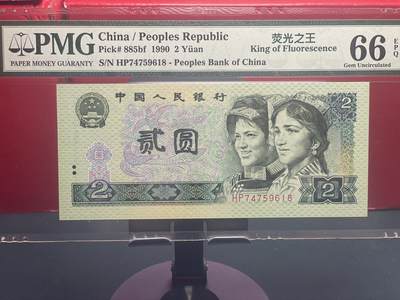 PMG
PAPER MONEY GUARANTY
China / Peoples Republic
Pick# 885bf 1990 2 Yüan
S/N HP74759618 - Peoples Bank of China
荧光之王
King of Fluorescence
66 EPQ
Gem Uncirculated
中国人民银行
2
贰圆
2
2
HP74759618